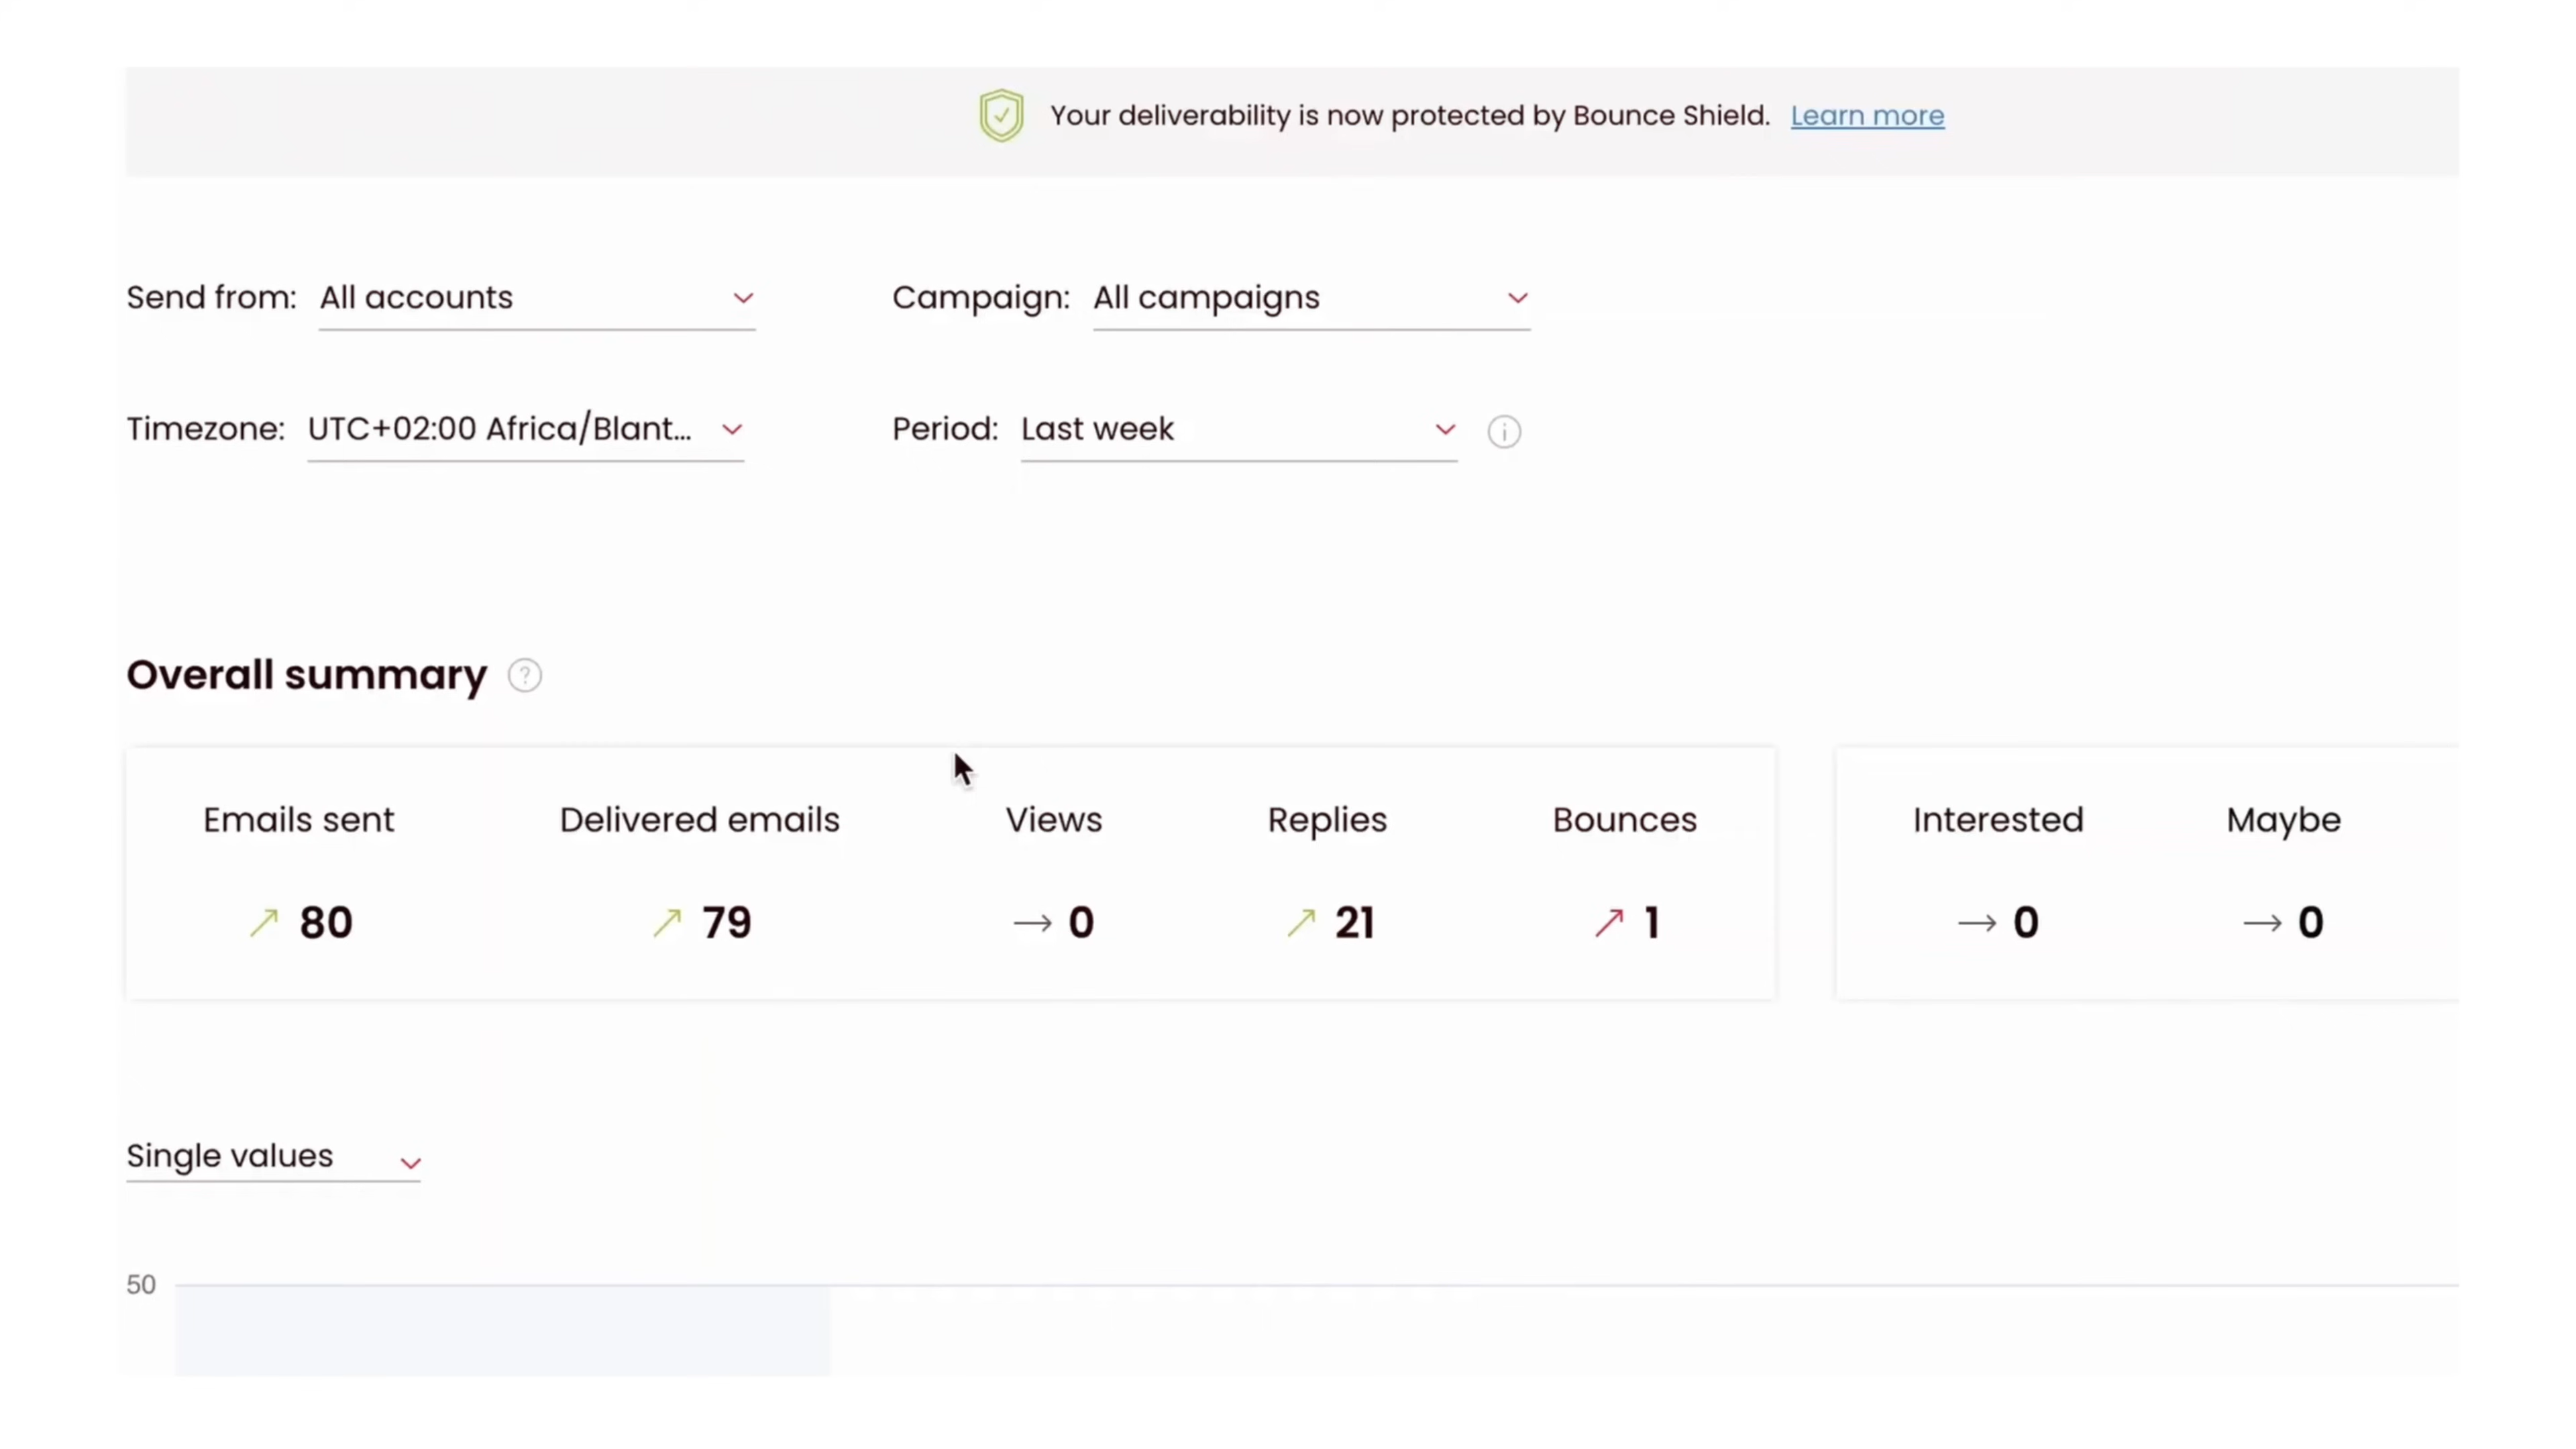 Your deliverability is now protected by Bounce Shield. Learn more
Send from: All accounts
Campaign: All campaigns
Timezone: UTC+02:00 Africa/Blant...
Period: Last week
Overall summary
Emails sent
Delivered emails
Views
Replies
Bounces
Interested
Maybe
80
79
0
21
1
0
0
Single values
50